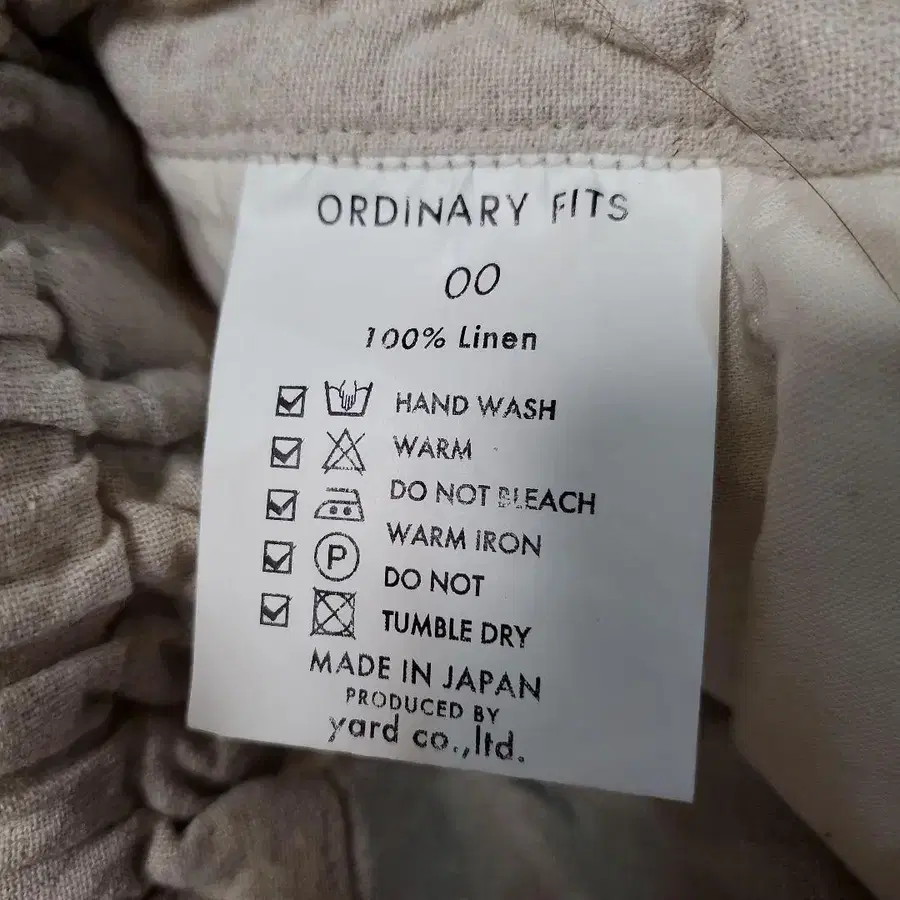 ORDINARY FITS
00
100% Linen
HAND WASH
WARM
DO NOT BLEACH
WARM IRON
P
DO NOT
TUMBLE DRY
MADE IN JAPAN
PRODUCED BY
yard co.,ltd.